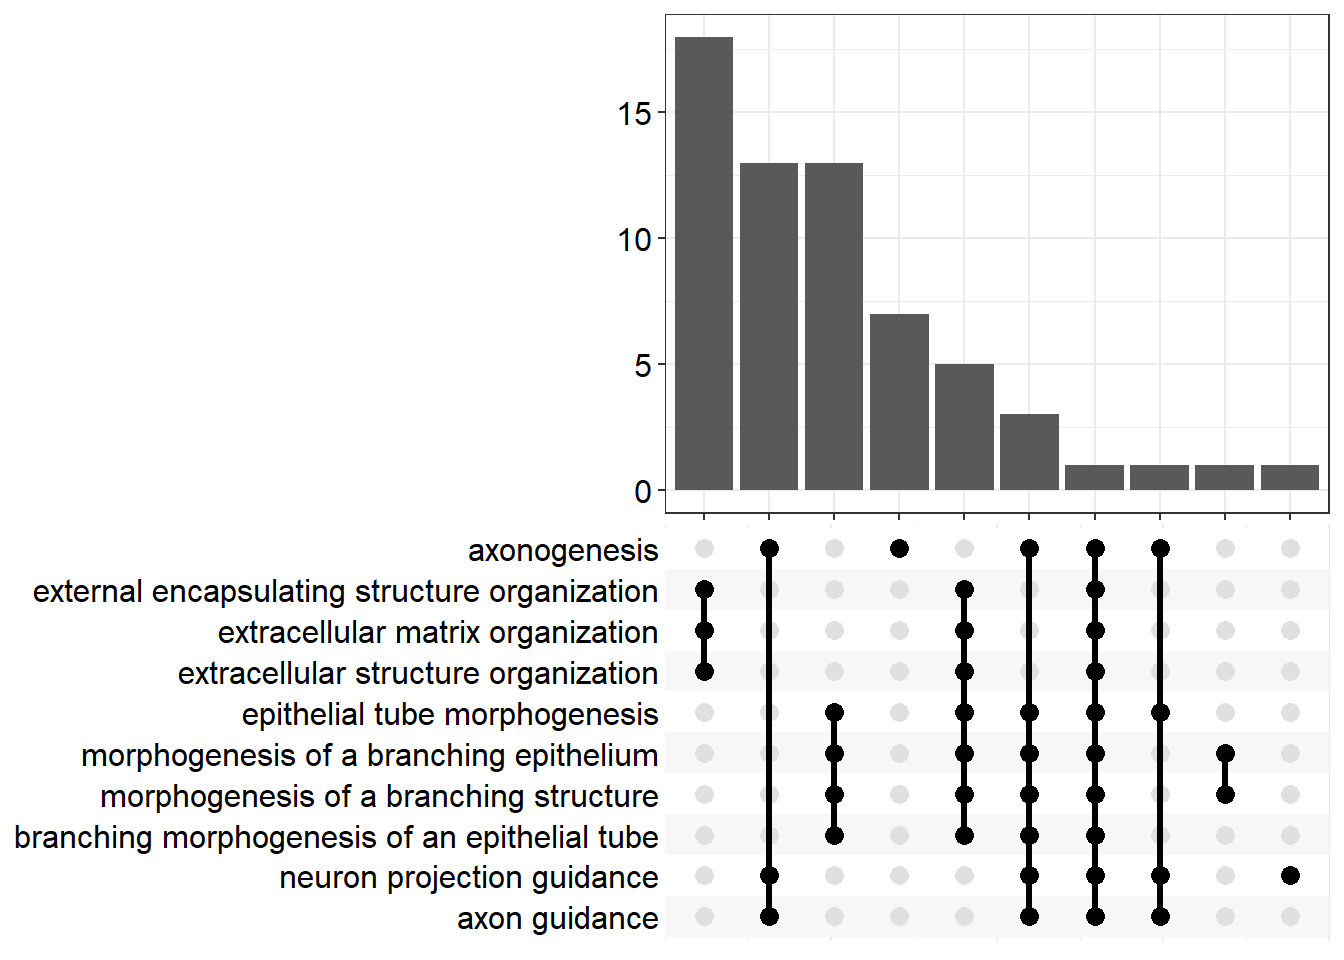 15
10
5
0
axonogenesis
external encapsulating structure organization
extracellular matrix organization
extracellular structure organization
epithelial tube morphogenesis
morphogenesis of a branching epithelium
morphogenesis of a branching structure
branching morphogenesis of an epithelial tube
neuron projection guidance
axon guidance